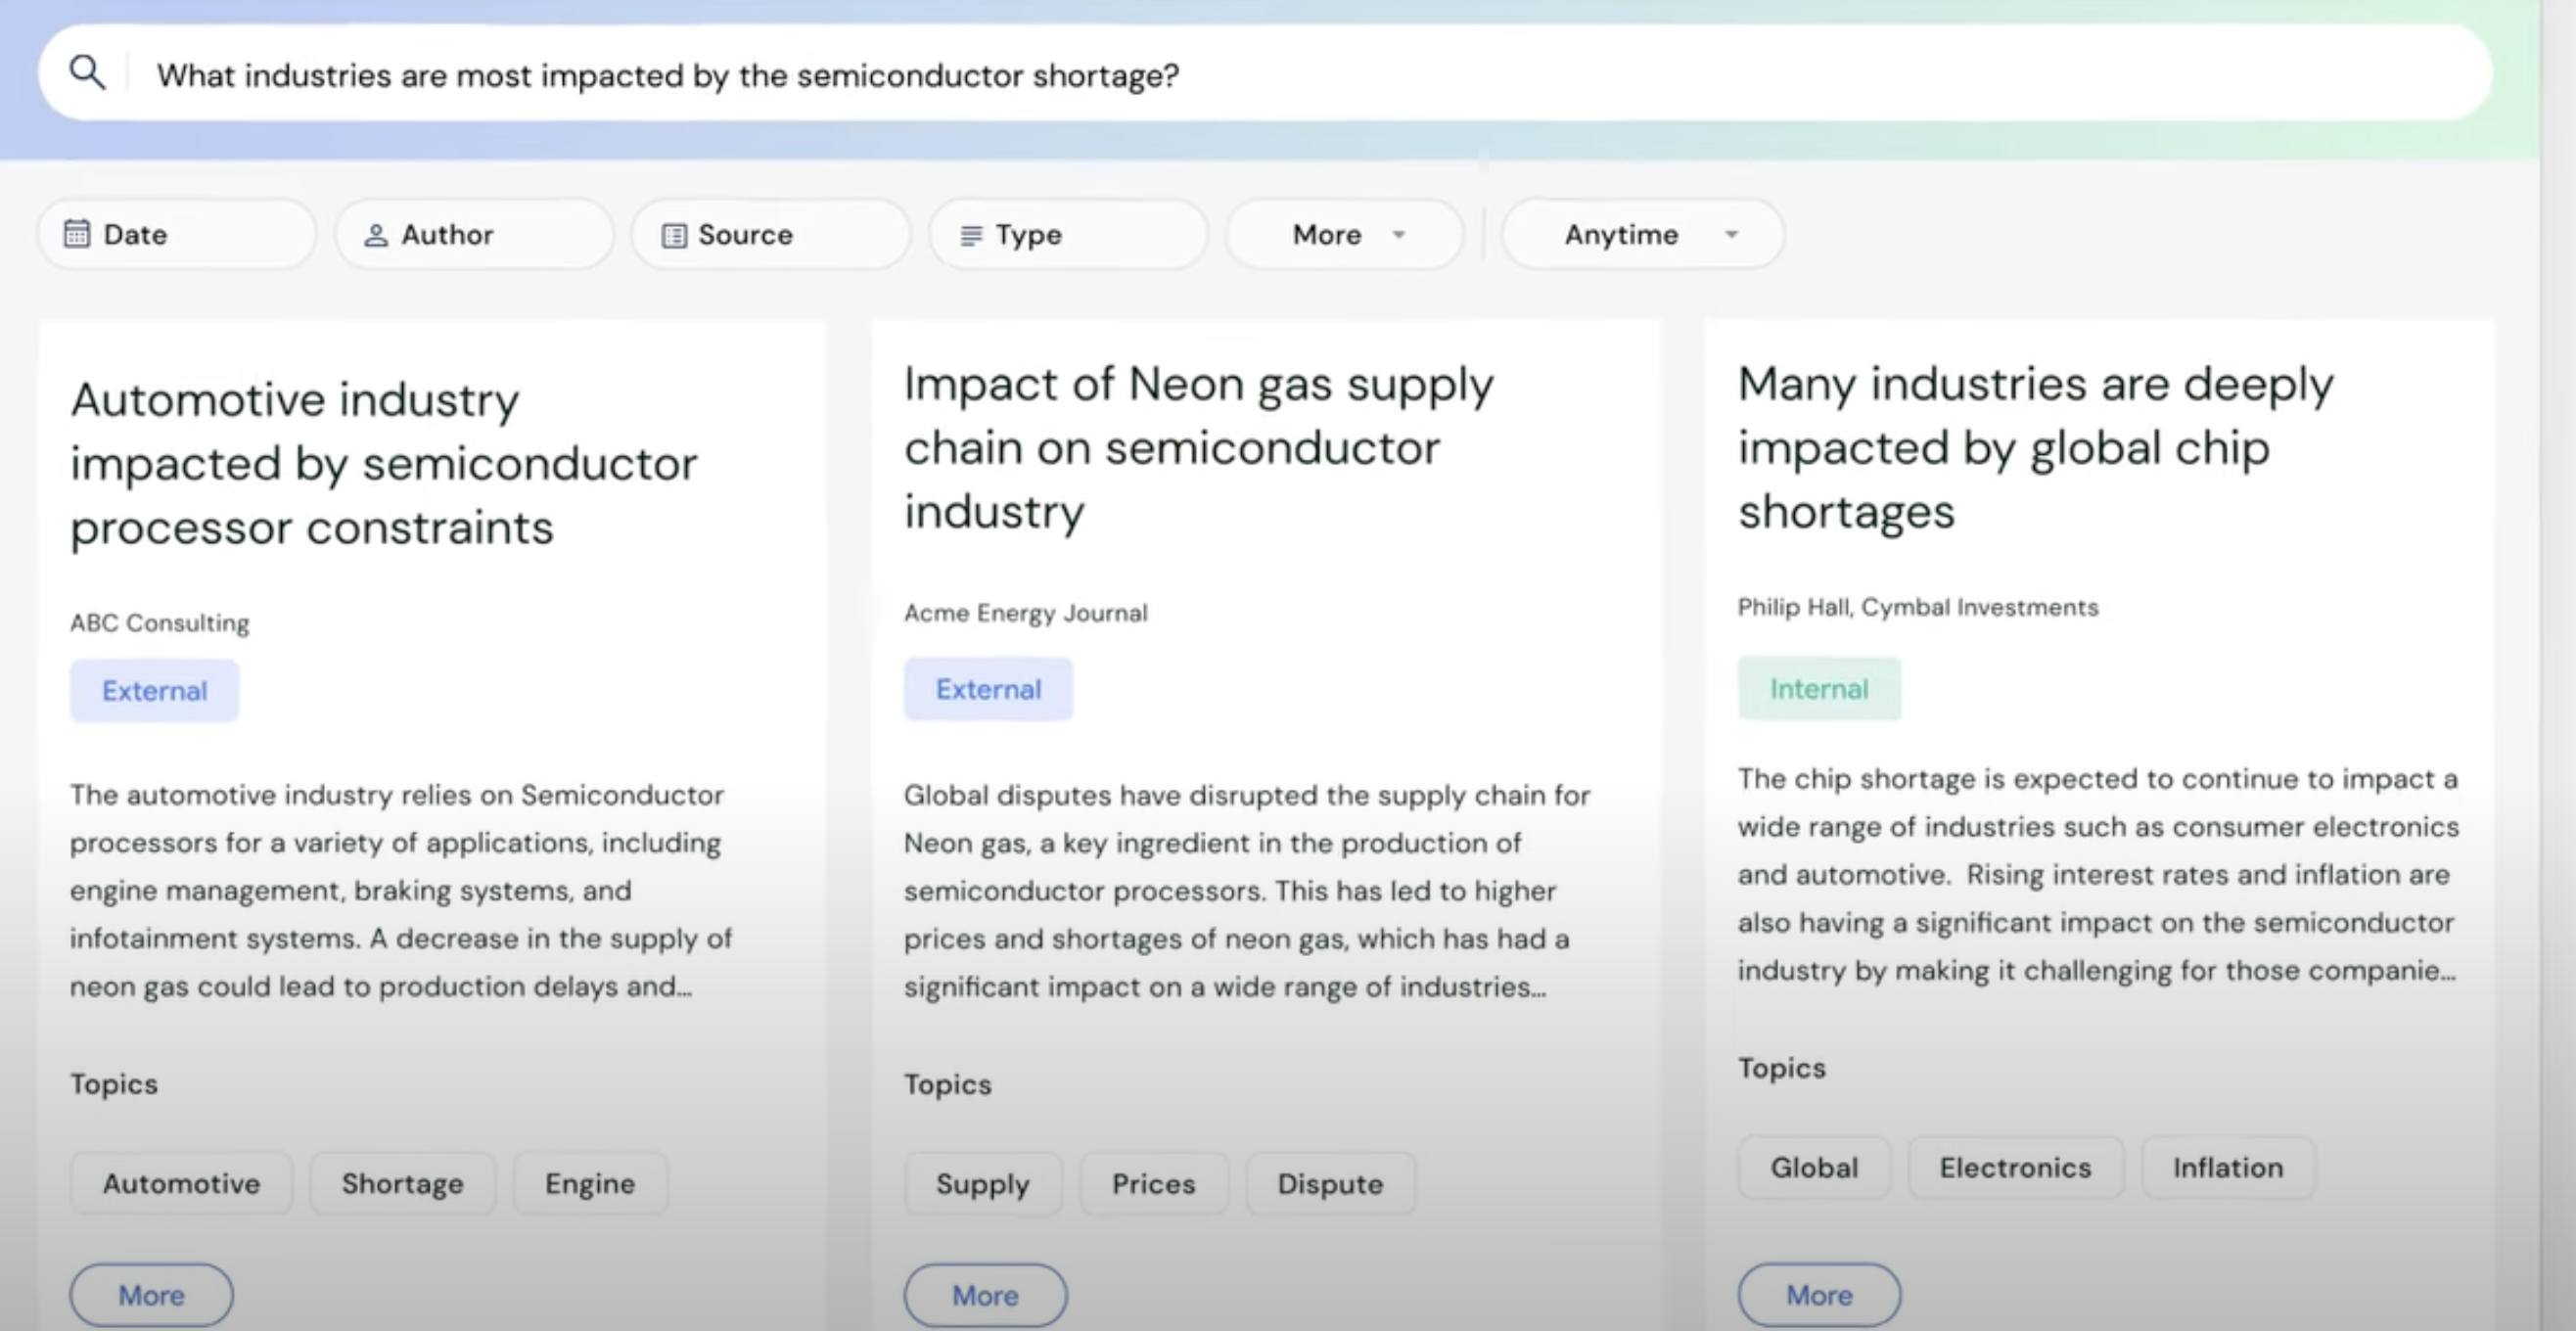 What industries are most impacted by the semiconductor shortage?
Date
Author
Source
Type
More
Anytime
Automotive industry
impacted by semiconductor
processor constraints
ABC Consulting
External
The automotive industry relies on Semiconductor
processors for a variety of applications, including
engine management, braking systems, and
infotainment systems. A decrease in the supply of
neon gas could lead to production delays and...
Topics
Automotive
Shortage
Engine
More
Impact of Neon gas supply
chain on semiconductor
industry
Acme Energy Journal
External
Global disputes have disrupted the supply chain for
Neon gas, a key ingredient in the production of
semiconductor processors. This has led to higher
prices and shortages of neon gas, which has had a
significant impact on a wide range of industries...
Topics
Supply
Prices
Dispute
More
Many industries are deeply
impacted by global chip
shortages
Philip Hall, Cymbal Investments
Internal
The chip shortage is expected to continue to impact a
wide range of industries such as consumer electronics
and automotive.  Rising interest rates and inflation are
also having a significant impact on the semiconductor
industry by making it challenging for those companie...
Topics
Global
Electronics
Inflation
More